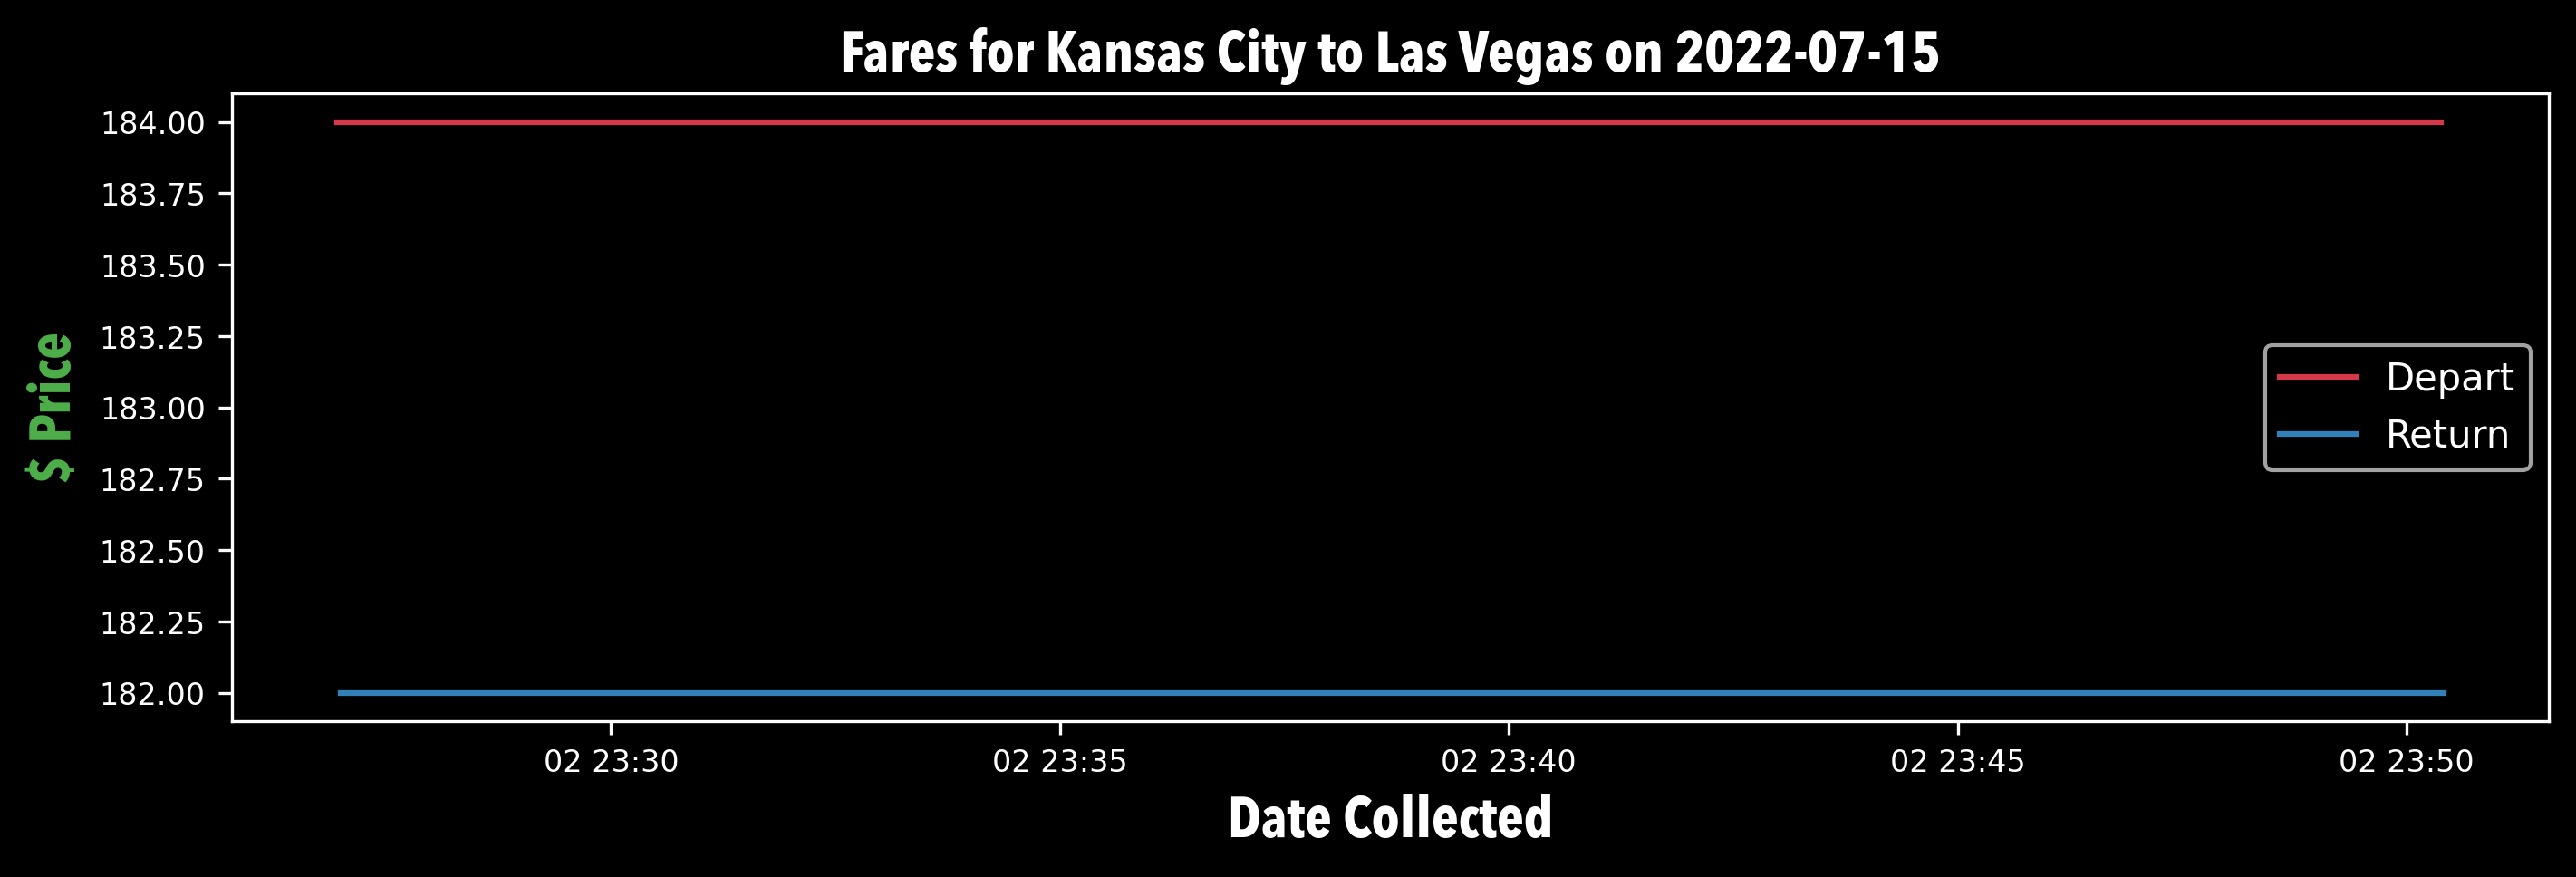 Fares for Kansas City to Las Vegas on 2022-07-15
184.00
183.75
183.50
183.25
183.00
182.75
182.50
182.25
182.00
$ Price
Depart
Return
02 23:30
02 23:35
02 23:40
02 23:45
02 23:50
Date Collected